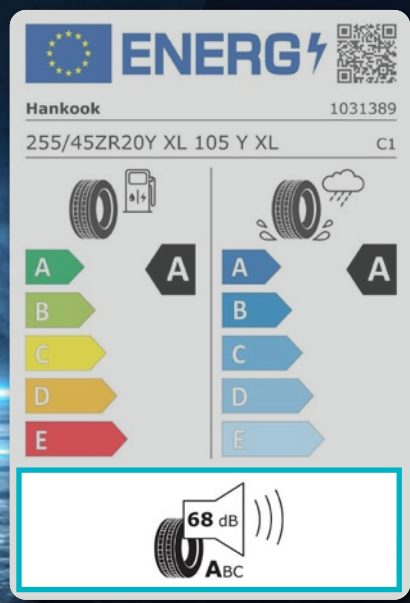 ENERG
Hankook 1031389
255/45ZR20Y XL 105 Y XL C1
A A A A
B B
C C
D D
E E
68 dB
ABC